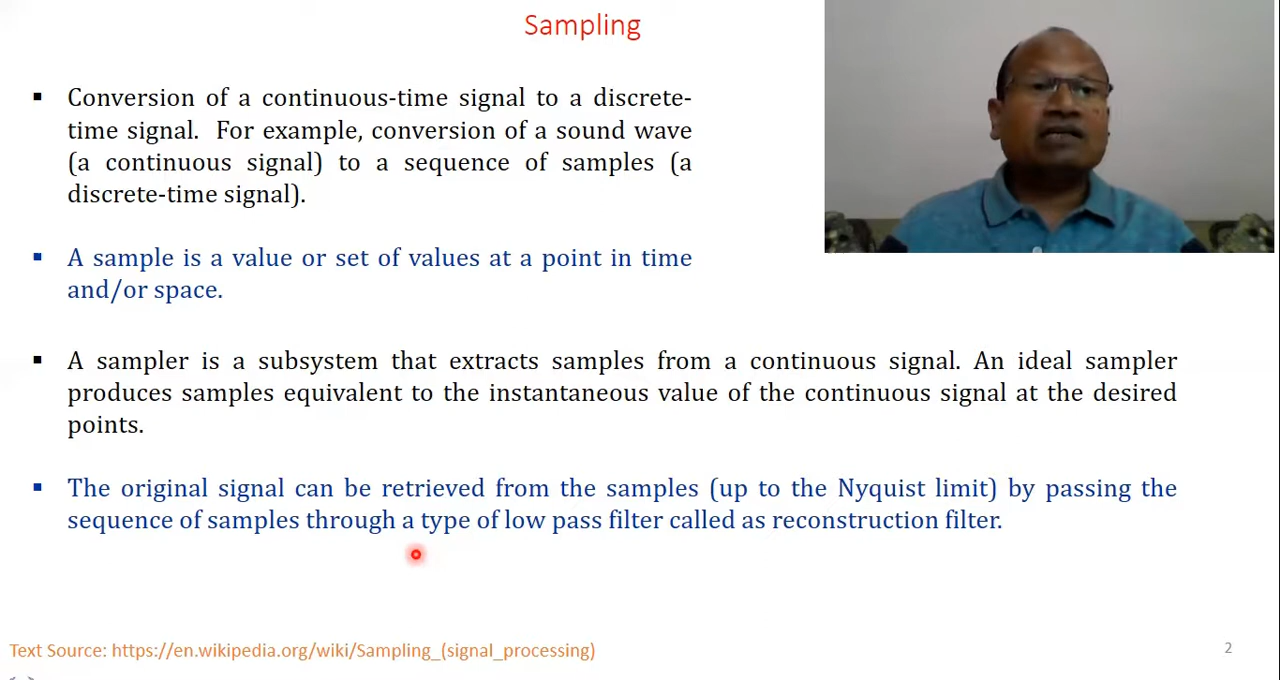 Sampling
▪ Conversion of a continuous-time signal to a discrete-
time signal. For example, conversion of a sound wave
(a continuous signal) to a sequence of samples (a
discrete-time signal).
▪ A sample is a value or set of values at a point in time
and/or space.
▪ A sampler is a subsystem that extracts samples from a continuous signal. An ideal sampler
produces samples equivalent to the instantaneous value of the continuous signal at the desired
points.
▪ The original signal can be retrieved from the samples (up to the Nyquist limit) by passing the
sequence of samples through a type of low pass filter called as reconstruction filter.
Text Source: https://en.wikipedia.org/wiki/Sampling_(signal_processing)
2